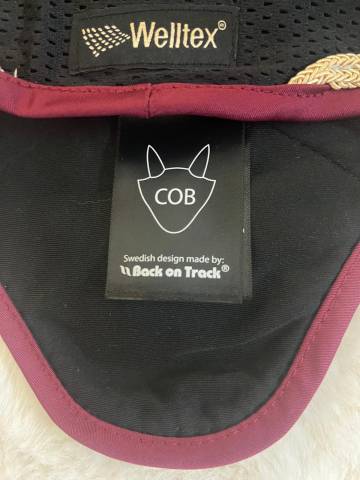 Welltex®
COB
Swedish design made by:
Back on Track®